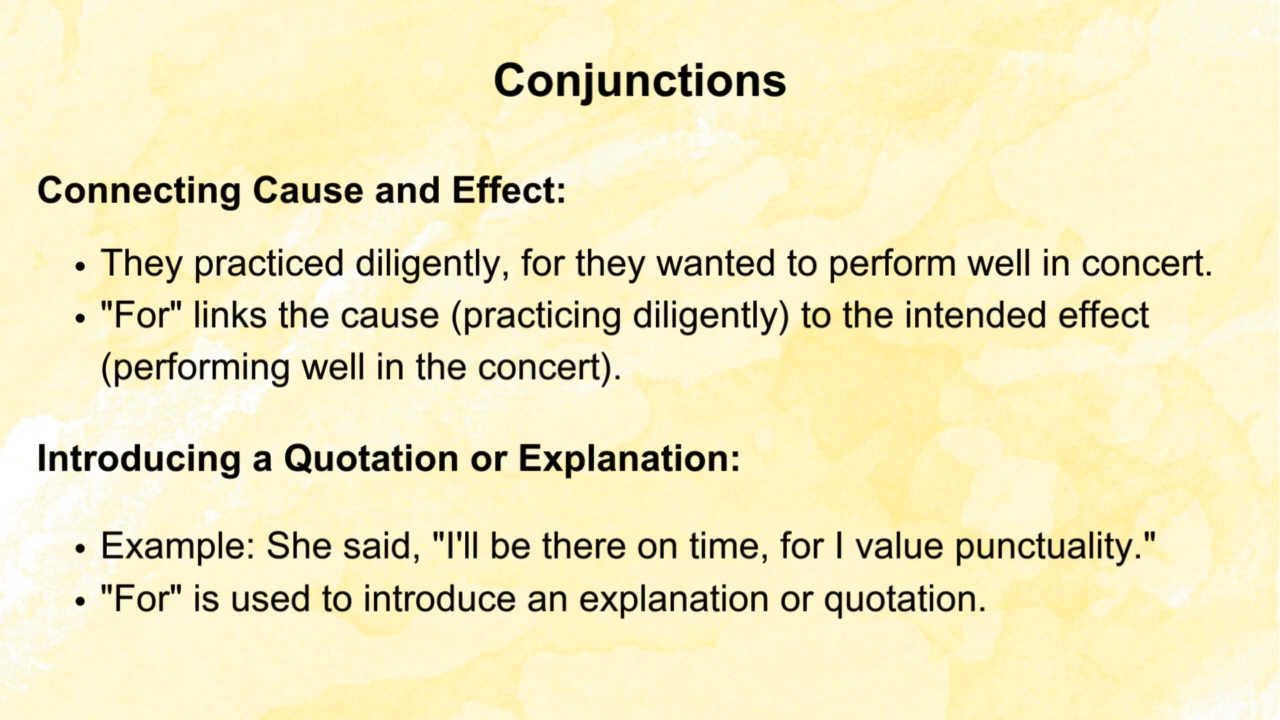 Conjunctions
Connecting Cause and Effect:
• They practiced diligently, for they wanted to perform well in concert.
• "For" links the cause (practicing diligently) to the intended effect
(performing well in the concert).
Introducing a Quotation or Explanation:
• Example: She said, "I'll be there on time, for I value punctuality."
• "For" is used to introduce an explanation or quotation.